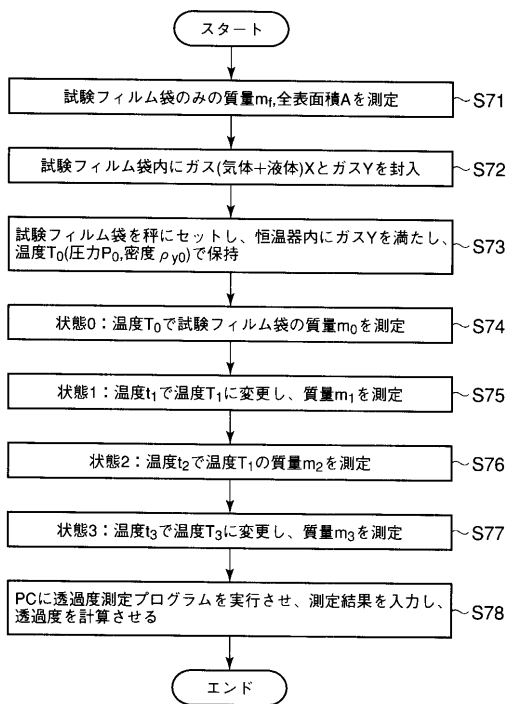 スタート
試験フィルム袋のみの質量mf,全表面積Aを測定
S71
試験フィルム袋内にガス(気体+液体)XとガスYを封入
S72
試験フィルム袋を秤にセットし、恒温器内にガスYを満たし、
温度T0(圧力P0,密度ρy0)で保持
S73
状態0:温度T0で試験フィルム袋の質量m0を測定
S74
状態1:温度t1で温度T1に変更し、質量m1を測定
S75
状態2:温度t2で温度T1の質量m2を測定
S76
状態3:温度t3で温度T3に変更し、質量m3を測定
S77
PCに透過度測定プログラムを実行させ、測定結果を入力し、
透過度を計算させる
S78
エンド